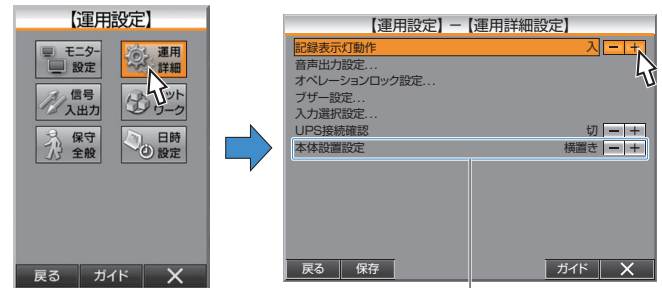 【運用設定】
モニター
設定
運用
詳細
信号
入出力
ネット
ワーク
保守
全般
日時
設定
戻る ガイド ×
【運用設定】－【運用詳細設定】
記録表示灯動作 入 － ＋
音声出力設定...
オペレーションロック設定...
ブザー設定...
入力選択設定...
UPS接続確認 切 － ＋
本体設置設定 横置き － ＋
戻る 保存 ガイド ×